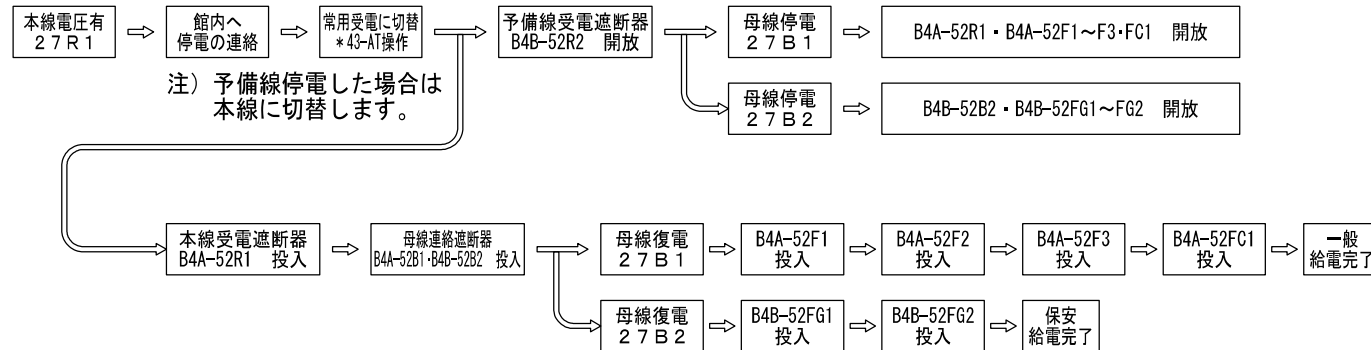 本線電圧有
27R1
館内へ
停電の連絡
常用受電に切替
*43-AT操作
予備線受電遮断器
B4B-52R2 開放
母線停電
27B1
B4A-52R1・B4A-52F1～F3・FC1 開放
注) 予備線停電した場合は
本線に切替します。
母線停電
27B2
B4B-52B2・B4B-52FG1～FG2 開放
本線受電遮断器
B4A-52R1 投入
母線連絡遮断器
B4A-52B1・B4B-52B2 投入
母線復電
27B1
B4A-52F1
投入
B4A-52F2
投入
B4A-52F3
投入
B4A-52FC1
投入
一般
給電完了
母線復電
27B2
B4B-52FG1
投入
B4B-52FG2
投入
保安
給電完了